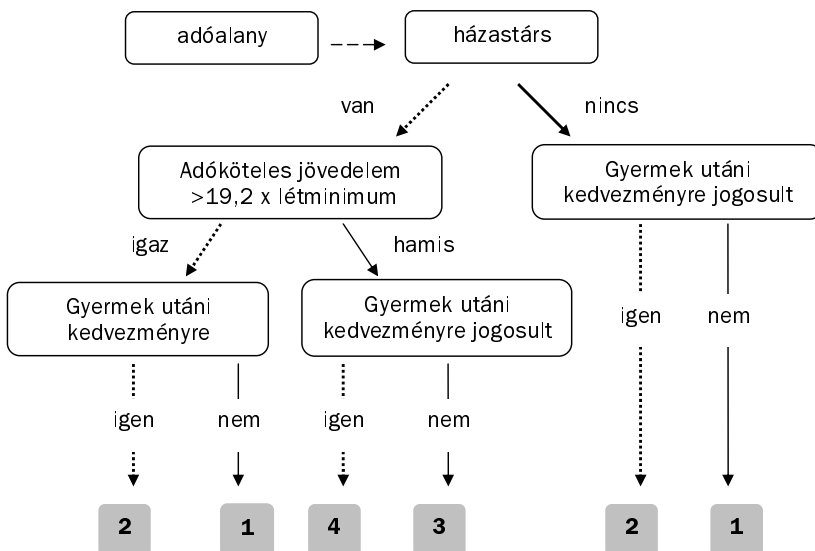 adóalany
házastárs
van
nincs
Adóköteles jövedelem
>19,2 x létminimum
Gyermek utáni
kedvezményre jogosult
igaz
hamis
Gyermek utáni
kedvezményre
Gyermek utáni
kedvezményre jogosult
igen
nem
igen
nem
igen
nem
2
1
4
3
2
1